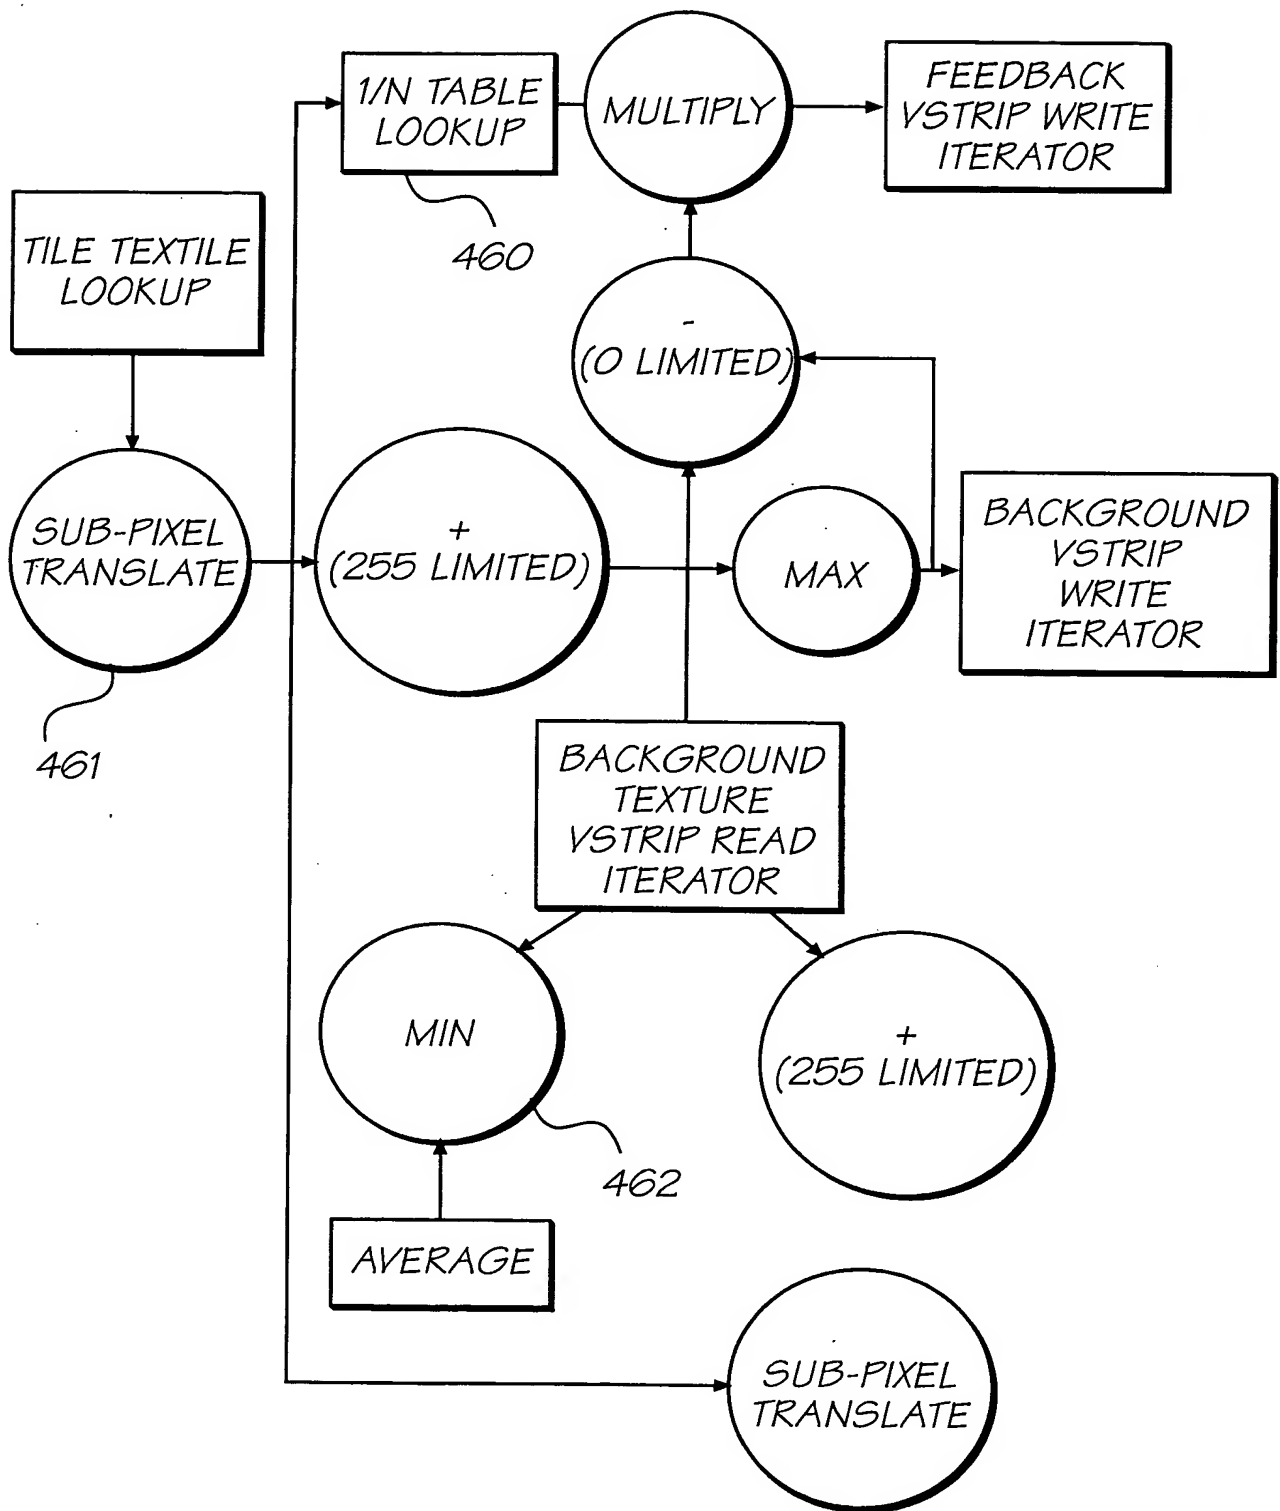 1/N TABLE
LOOKUP
MULTIPLY
FEEDBACK
VSTRIP WRITE
ITERATOR
460
TILE TEXTILE
LOOKUP
-
(0 LIMITED)
SUB-PIXEL
TRANSLATE
+
(255 LIMITED)
MAX
BACKGROUND
VSTRIP
WRITE
ITERATOR
461
BACKGROUND
TEXTURE
VSTRIP READ
ITERATOR
MIN
+
(255 LIMITED)
462
AVERAGE
SUB-PIXEL
TRANSLATE